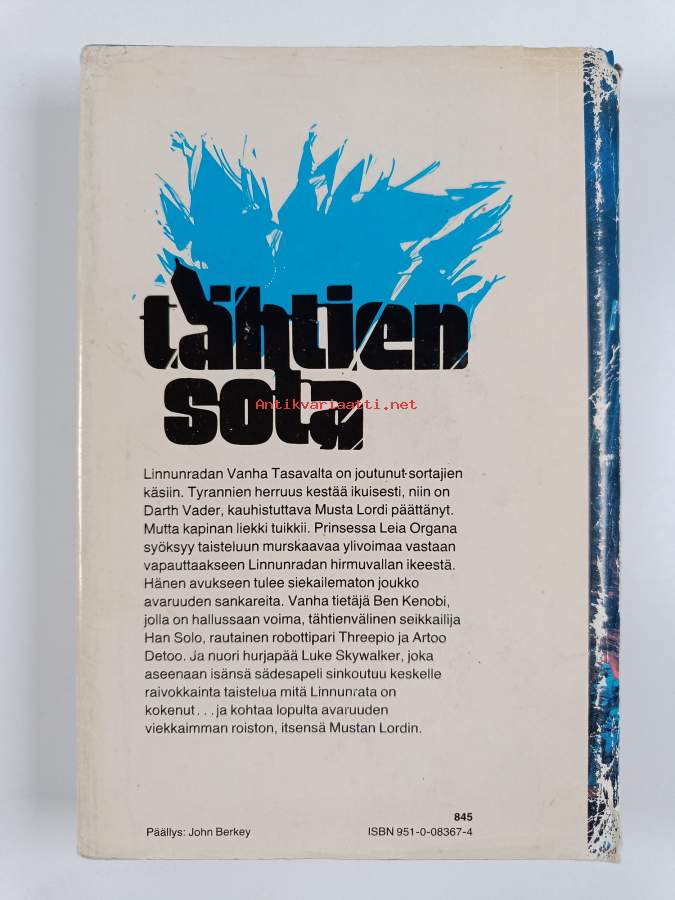 tähtien
sota
Antikvariaatti.net
Linnunradan Vanha Tasavalta on joutunut sortajien
käsiin. Tyrannien herruus kestää ikuisesti, niin on
Darth Vader, kauhistuttava Musta Lordi päättänyt.
Mutta kapinan liekki tuikkii. Prinsessa Leia Organa
syöksyy taisteluun murskaavaa ylivoimaa vastaan
vapauttaakseen Linnunradan hirmuvallan ikeestä.
Hänen avukseen tulee siekailematon joukko
avaruuden sankareita. Vanha tietäjä Ben Kenobi,
jolla on hallussaan voima, tähtienvälinen seikkailija
Han Solo, rautainen robottipari Threepio ja Artoo
Detoo. Ja nuori hurjapää Luke Skywalker, joka
aseenaan isänsä sädesapeli sinkoutuu keskelle
raivokkainta taistelua mitä Linnunrata on
kokenut...ja kohtaa lopulta avaruuden
viekkaimman roiston, itsensä Mustan Lordin.
845
Päällys: John Berkey ISBN 951-0-08367-4